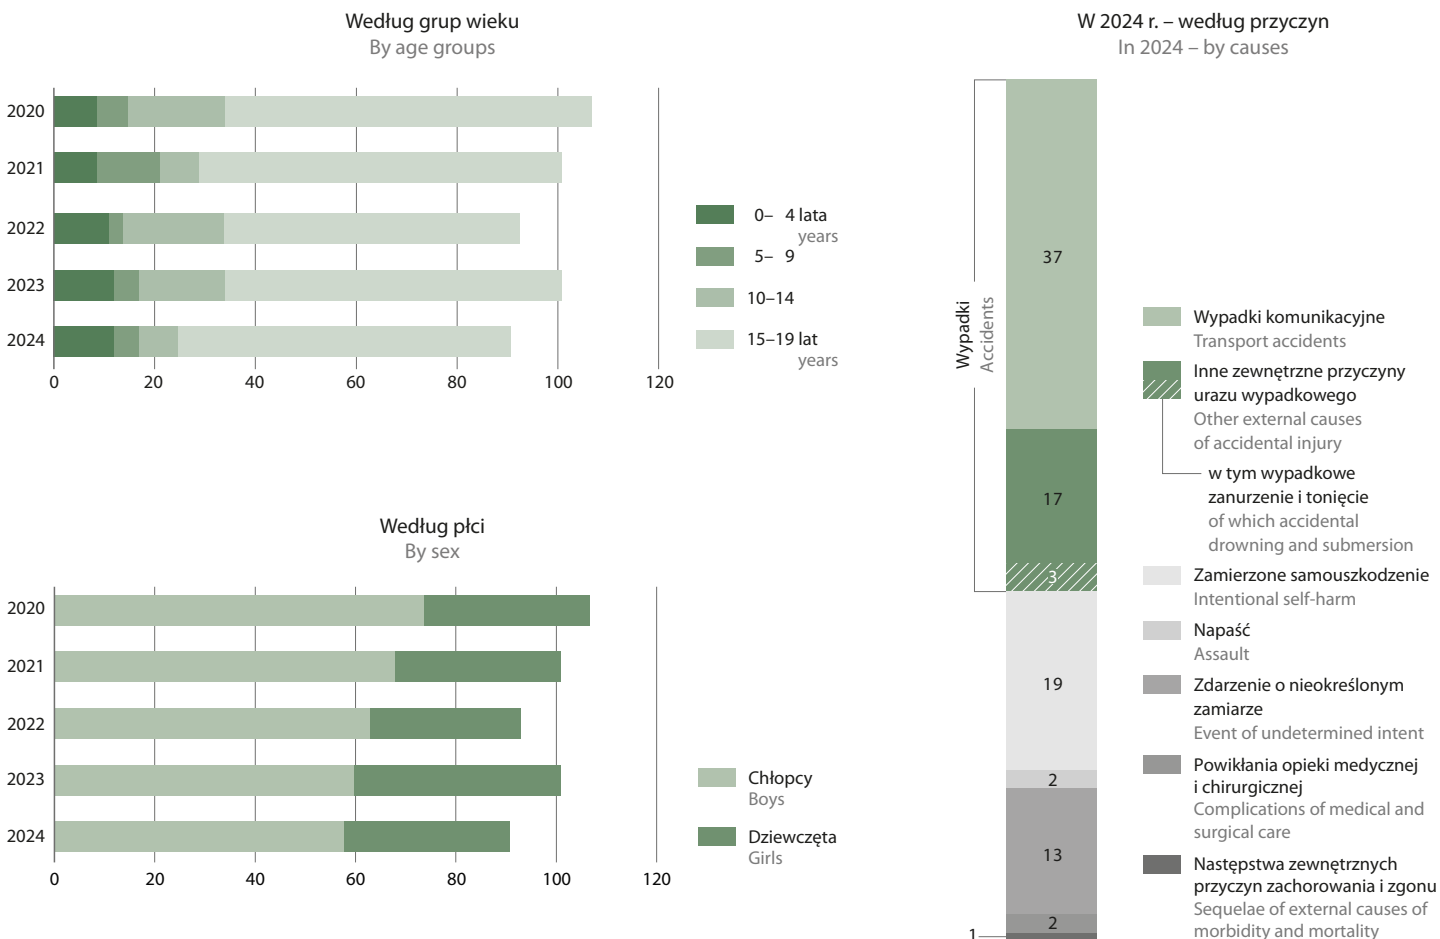 Według grup wieku
By age groups
2020
2021
2022
2023
2024
0 20 40 60 80 100 120
0– 4 lata
years
5– 9
10–14
15–19 lat
years
Według płci
By sex
2020
2021
2022
2023
2024
0 20 40 60 80 100 120
Chłopcy
Boys
Dziewczęta
Girls
W 2024 r. – według przyczyn
In 2024 – by causes
Wypadki
Accidents
37
17
3
19
2
13
2
1
Wypadki komunikacyjne
Transport accidents
Inne zewnętrzne przyczyny
urazu wypadkowego
Other external causes
of accidental injury
w tym wypadkowe
zanurzenie i tonięcie
of which accidental
drowning and submersion
Zamierzone samouszkodzenie
Intentional self-harm
Napaść
Assault
Zdarzenie o nieokreślonym
zamiarze
Event of undetermined intent
Powikłania opieki medycznej
i chirurgicznej
Complications of medical and
surgical care
Następstwa zewnętrznych
przyczyn zachorowania i zgonu
Sequelae of external causes of
morbidity and mortality